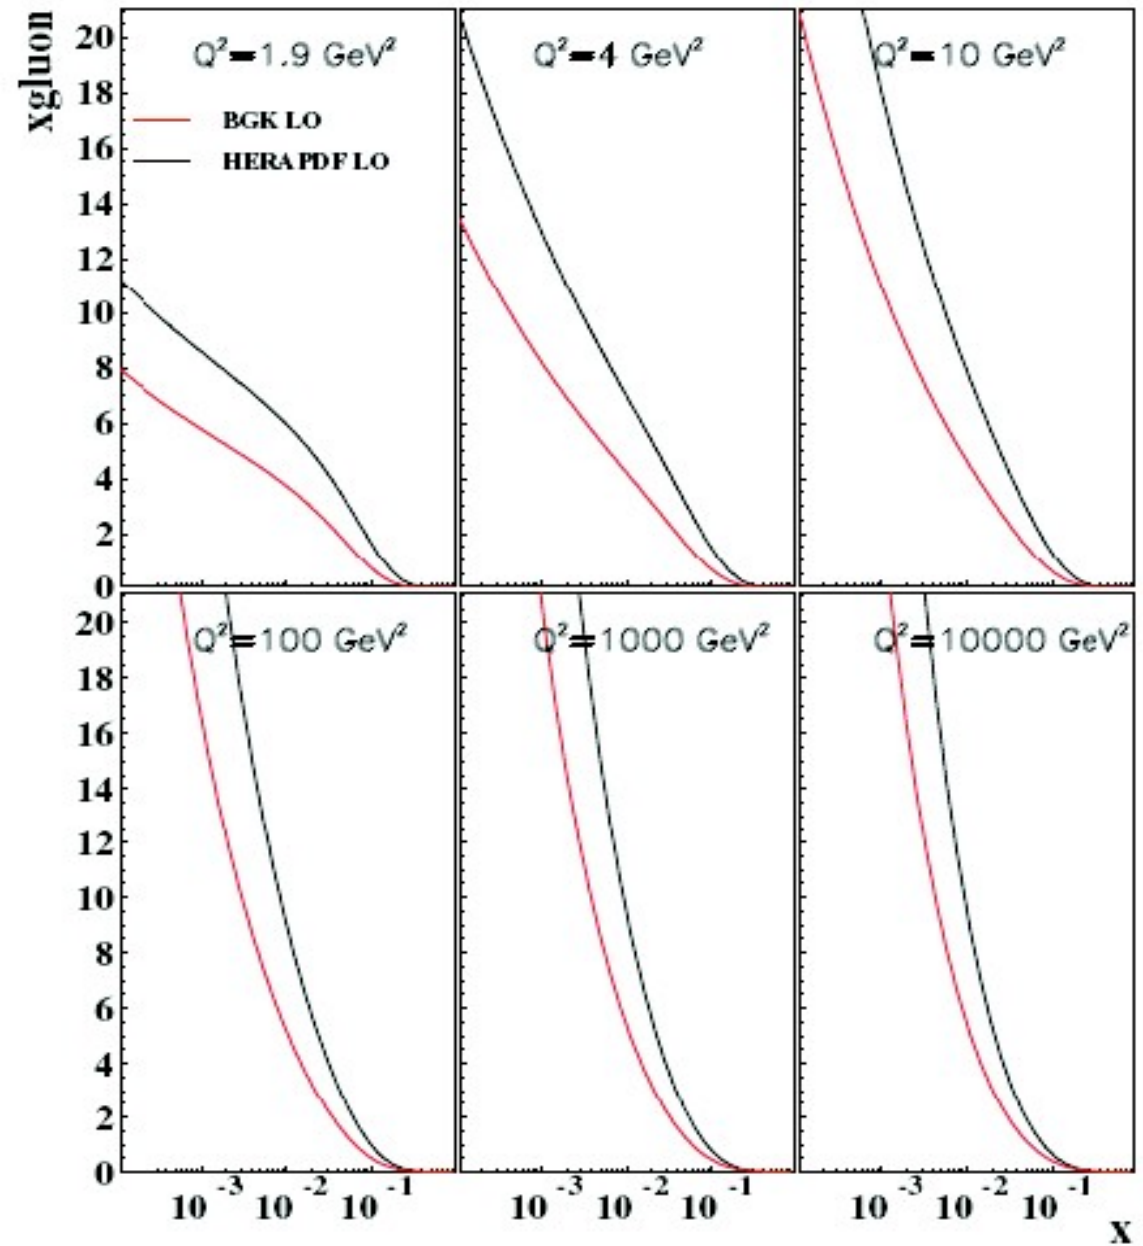 xgluon
20
18
16
14
12
10
8
6
4
2
0
Q²=1.9 GeV²
BGK LO
HERAPDF LO
Q²=4 GeV²
Q²=10 GeV²
20
18
16
14
12
10
8
6
4
2
0
Q²=100 GeV²
Q²=1000 GeV²
Q²=10000 GeV²
10⁻³ 10⁻² 10⁻¹
10⁻³ 10⁻² 10⁻¹
10⁻³ 10⁻² 10⁻¹
x